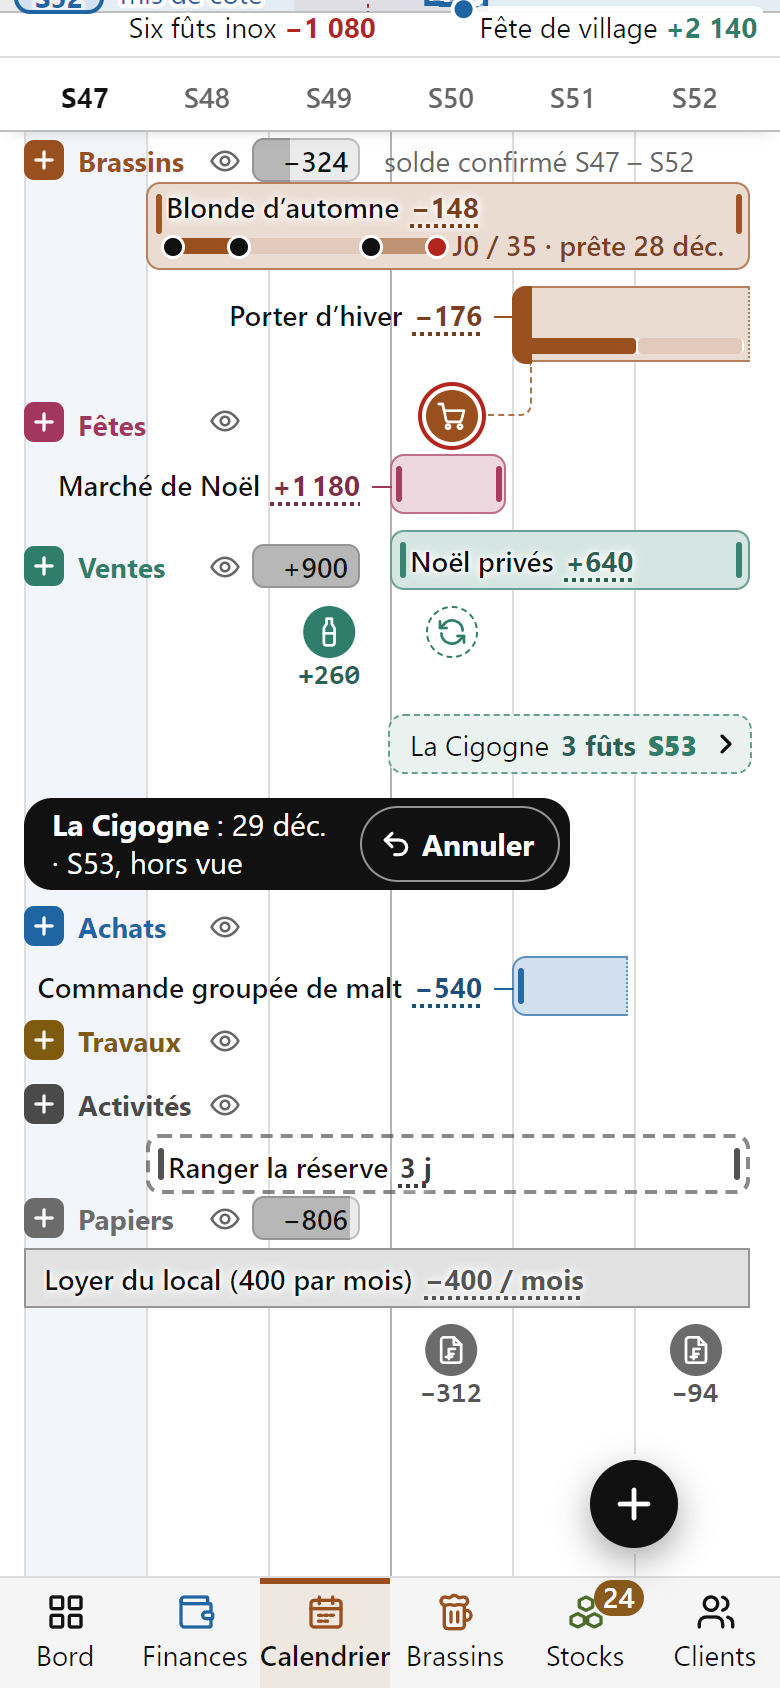 S52 mis de côté
Six fûts inox −1 080 Fête de village +2 140
S47 S48 S49 S50 S51 S52
Brassins −324 solde confirmé S47 – S52
Blonde d’automne −148
J0 / 35 · prête 28 déc.
Porter d’hiver −176
Fêtes
Marché de Noël +1 180
Ventes +900 Noël privés +640
+260
La Cigogne 3 fûts S53
La Cigogne : 29 déc.
· S53, hors vue
Annuler
Achats
Commande groupée de malt −540
Travaux
Activités
Ranger la réserve 3 j
Papiers −806
Loyer du local (400 par mois) −400 / mois
−312 −94
24
Bord Finances Calendrier Brassins Stocks Clients